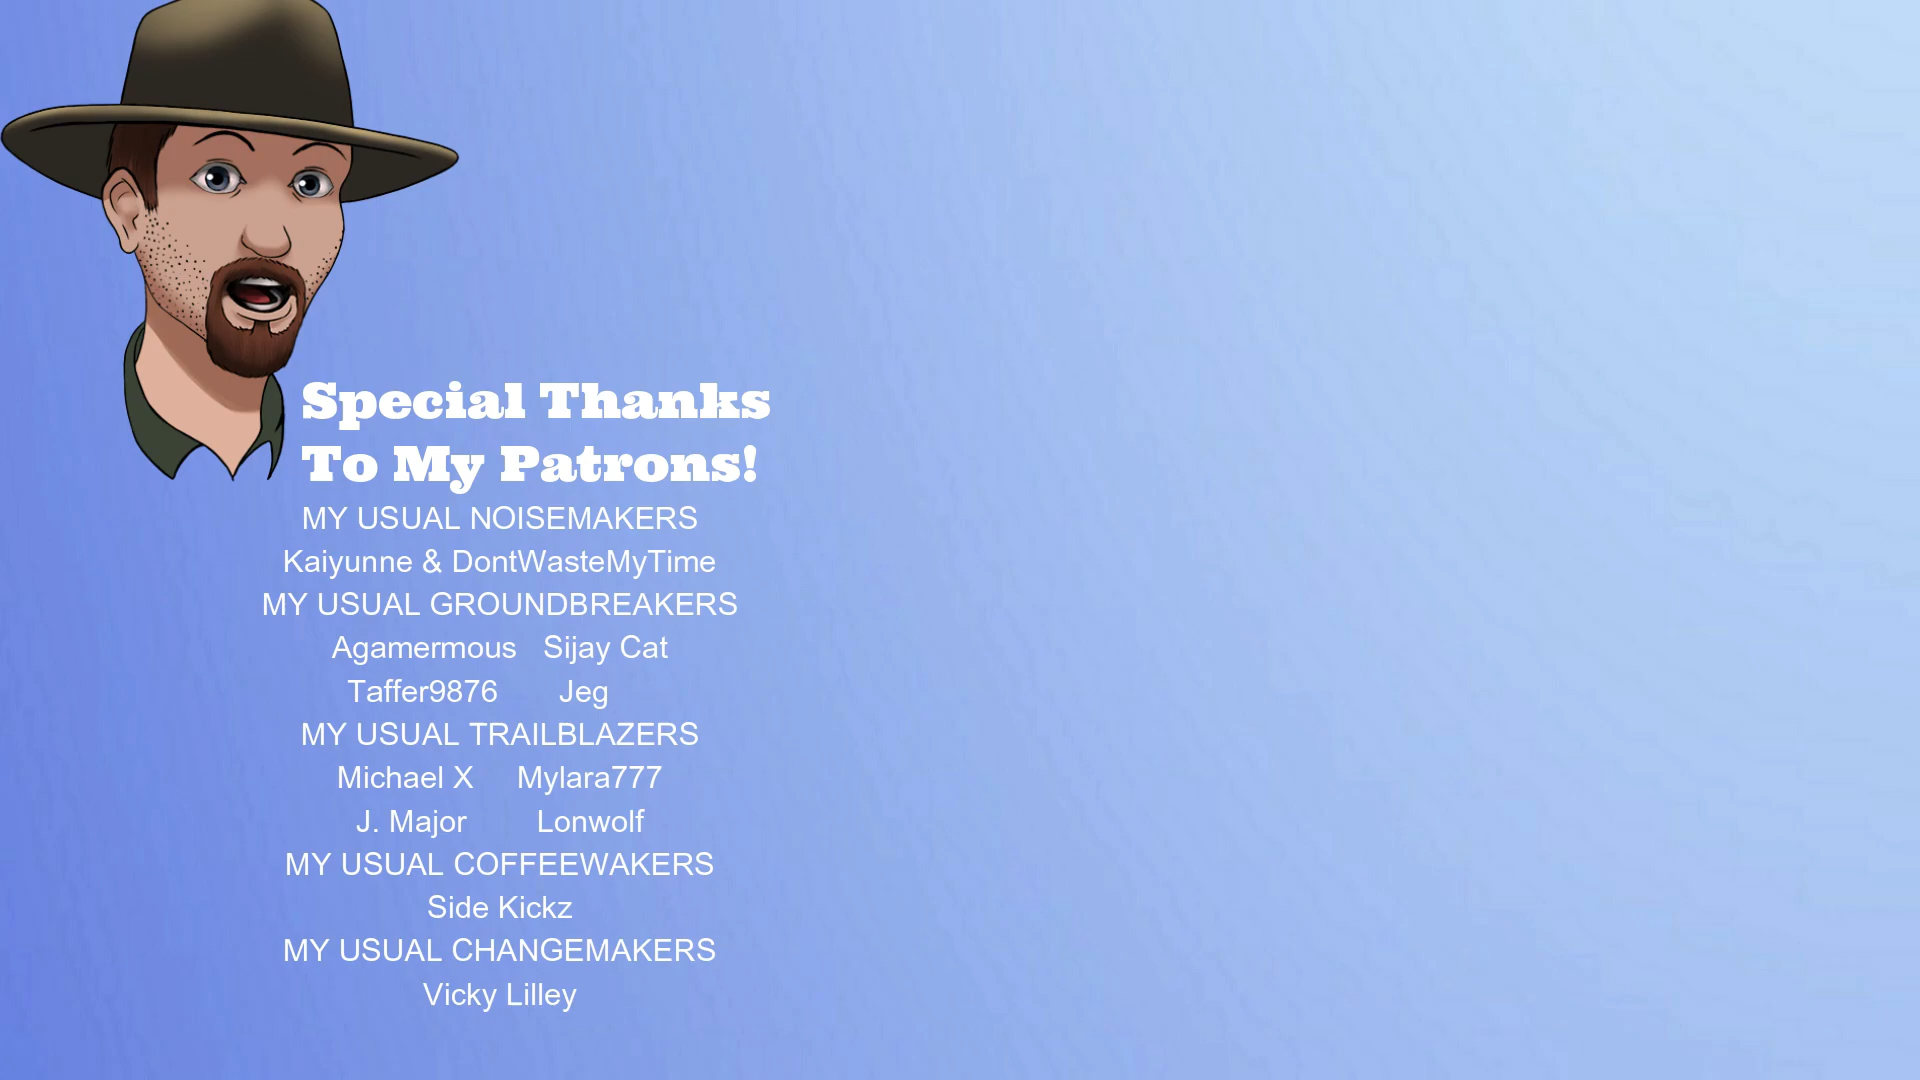 Special Thanks
To My Patrons!
MY USUAL NOISEMAKERS
Kaiyunne & DontWasteMyTime
MY USUAL GROUNDBREAKERS
Agamermous Sijay Cat
Taffer9876 Jeg
MY USUAL TRAILBLAZERS
Michael X Mylara777
J. Major Lonwolf
MY USUAL COFFEEWAKERS
Side Kickz
MY USUAL CHANGEMAKERS
Vicky Lilley